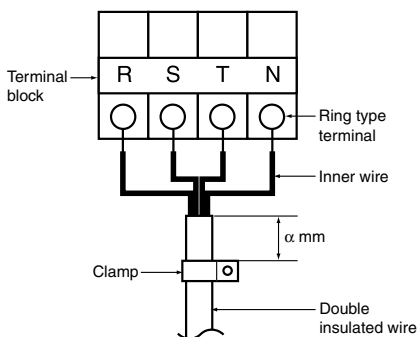 R S T N
Terminal
block
Ring type
terminal
Inner wire
α mm
Clamp
Double
insulated wire